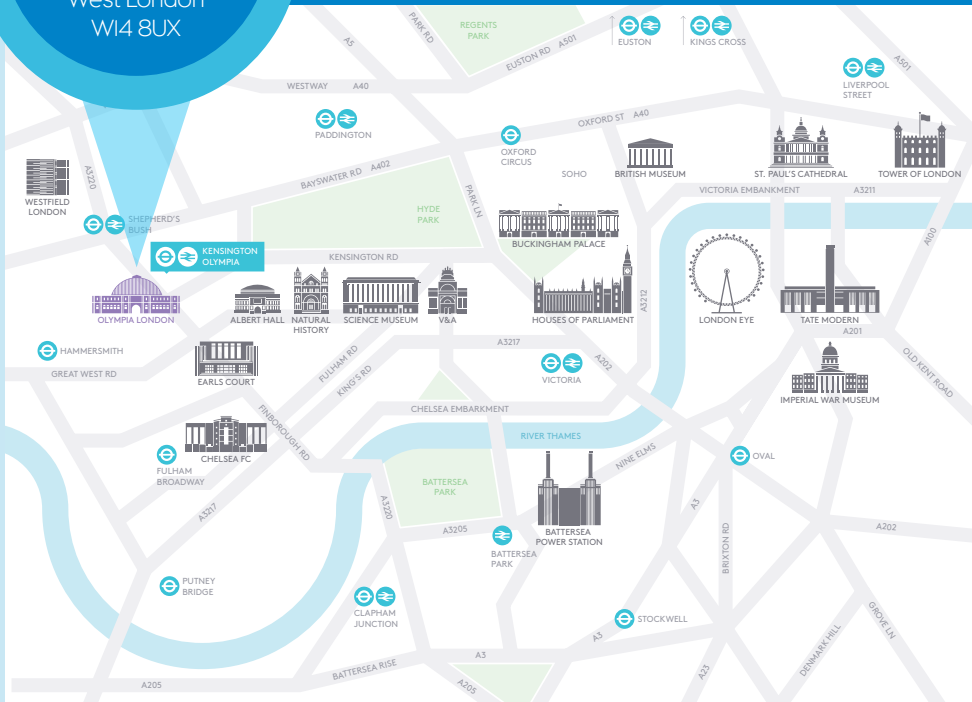 West London
W14 8UX
REGENTS
PARK
PARK RD
A5
EUSTON RD
A501
EUSTON
KINGS CROSS
A501
LIVERPOOL
STREET
WESTWAY
A40
PADDINGTON
OXFORD ST
A40
OXFORD
CIRCUS
SOHO
BRITISH MUSEUM
ST. PAUL'S CATHEDRAL
TOWER OF LONDON
A3220
BAYSWATER RD
A402
PARK LN
VICTORIA EMBANKMENT
A3211
WESTFIELD
LONDON
SHEPHERD'S
BUSH
HYDE
PARK
BUCKINGHAM PALACE
A100
KENSINGTON
OLYMPIA
KENSINGTON RD
OLYMPIA LONDON
ALBERT HALL
NATURAL
HISTORY
SCIENCE MUSEUM
V&A
HOUSES OF PARLIAMENT
A3212
LONDON EYE
TATE MODERN
A201
HAMMERSMITH
GREAT WEST RD
EARLS COURT
FULHAM RD
KING'S RD
A3217
VICTORIA
A202
OLD KENT ROAD
IMPERIAL WAR MUSEUM
CHELSEA EMBANKMENT
FINBOROUGH RD
RIVER THAMES
CHELSEA FC
NINE ELMS
OVAL
FULHAM
BROADWAY
BATTERSEA
PARK
A3217
A3220
A3205
BATTERSEA
POWER STATION
A3
BRIXTON RD
A202
BATTERSEA
PARK
PUTNEY
BRIDGE
CLAPHAM
JUNCTION
STOCKWELL
GROVE LN
DENMARK HILL
A3
A3
BATTERSEA RISE
A205
A205
A23